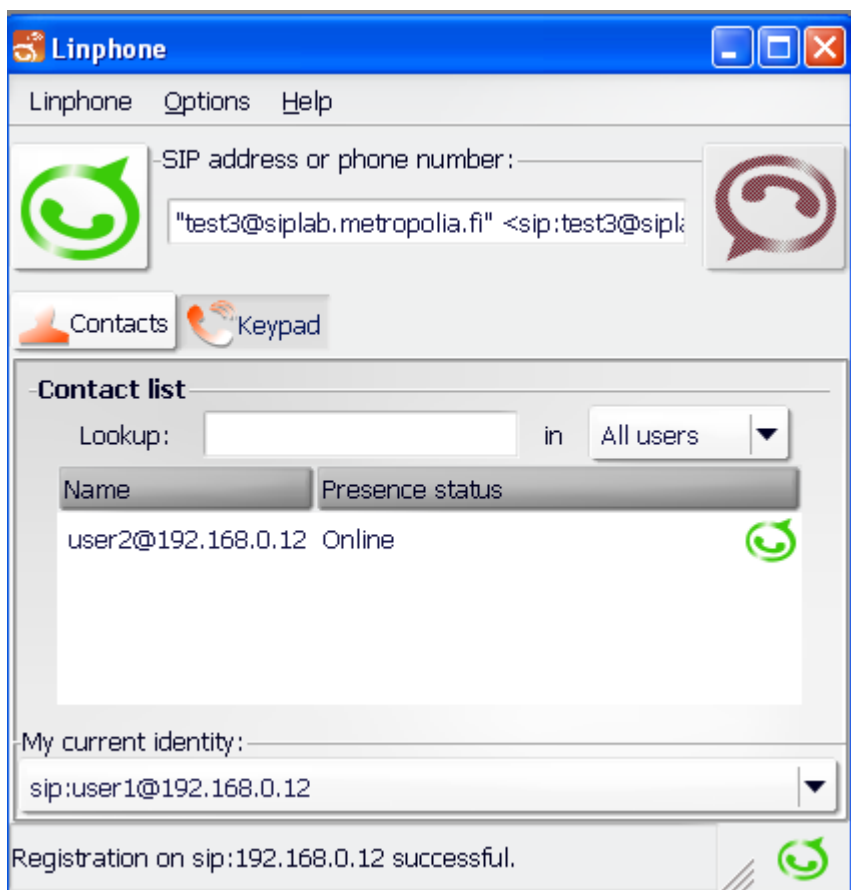 Linphone
Linphone Options Help
SIP address or phone number:
"test3@siplab.metropolia.fi" <sip:test3@sipla
Contacts Keypad
Contact list
Lookup: in All users
Name Presence status
user2@192.168.0.12 Online
My current identity:
sip:user1@192.168.0.12
Registration on sip:192.168.0.12 successful.